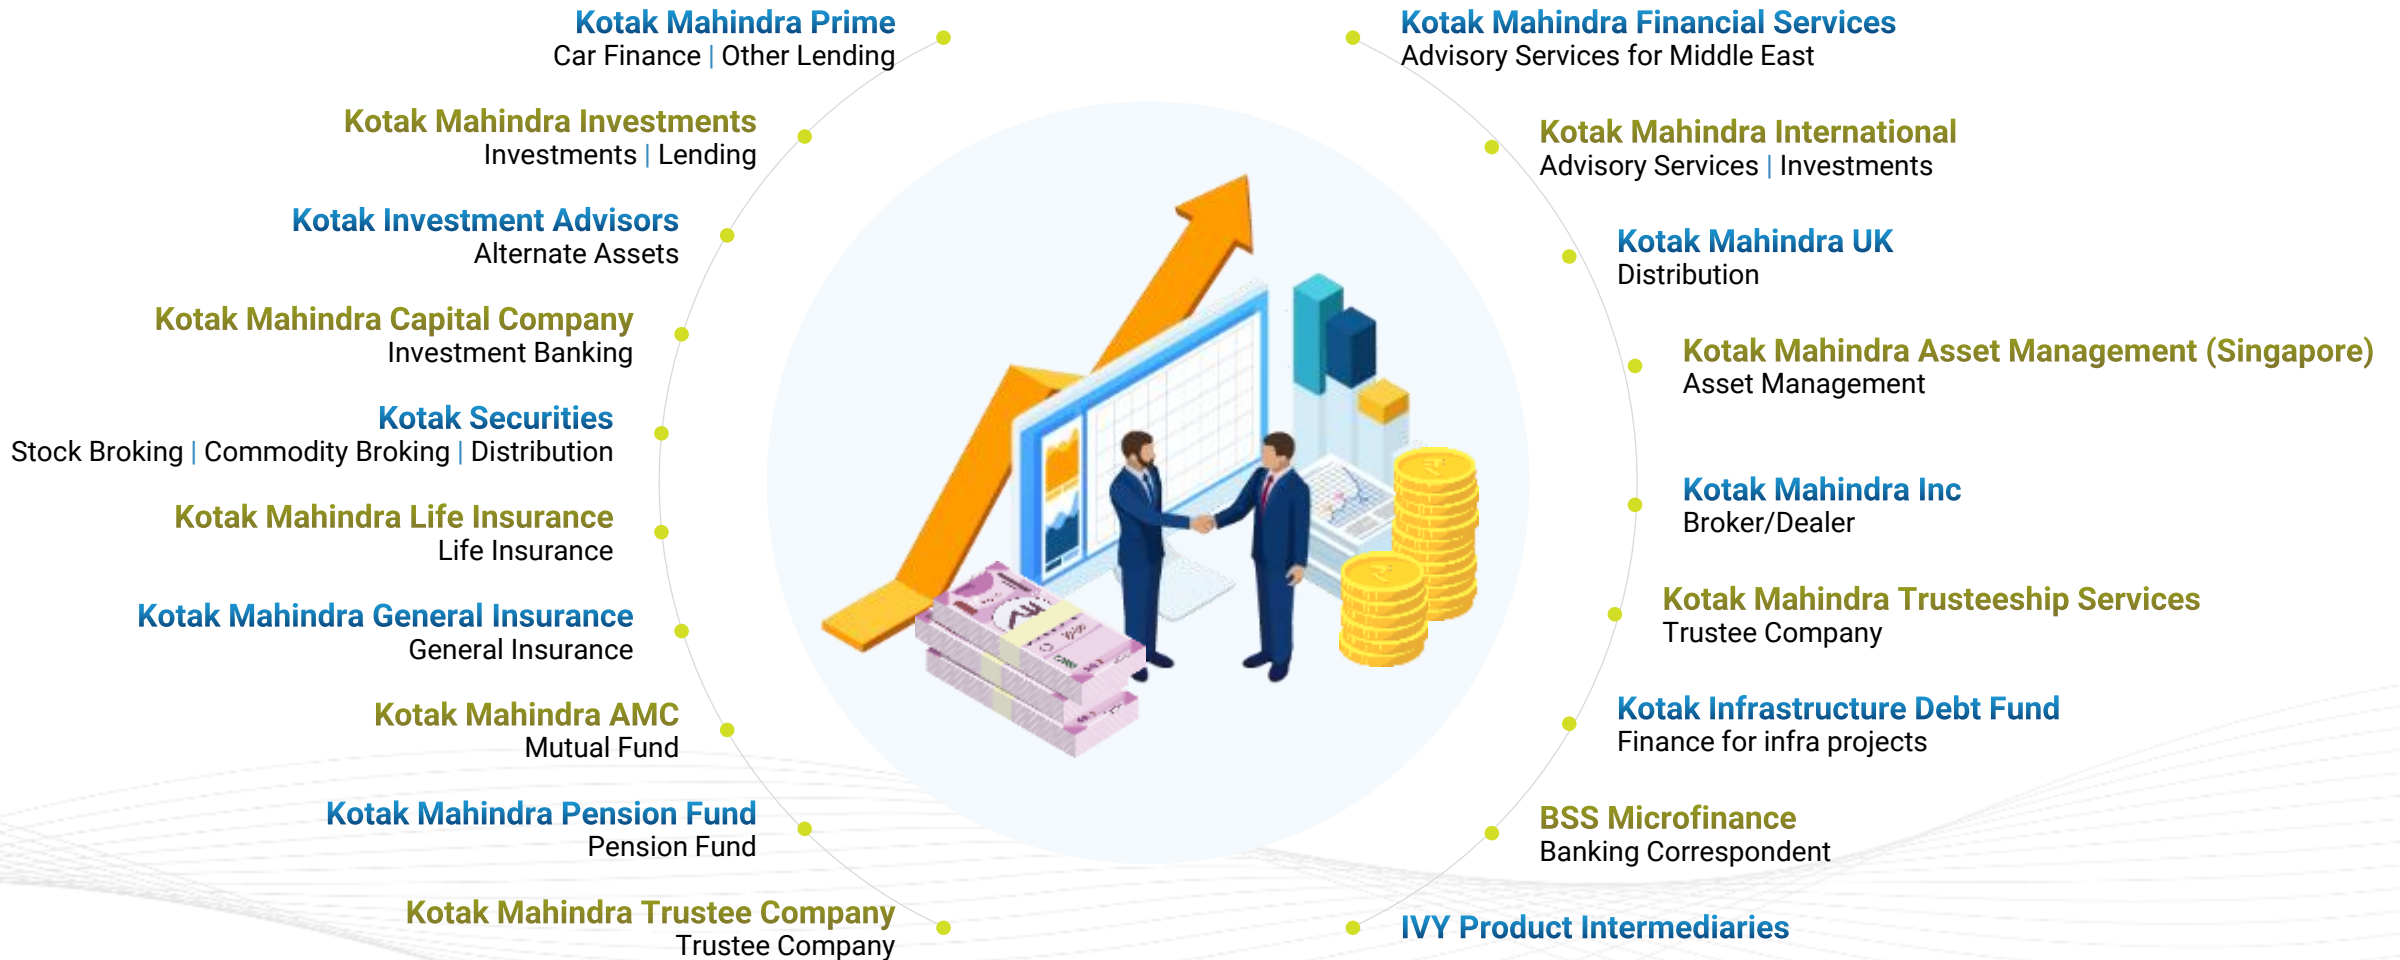 Kotak Mahindra Prime
Car Finance | Other Lending
Kotak Mahindra Investments
Investments | Lending
Kotak Investment Advisors
Alternate Assets
Kotak Mahindra Capital Company
Investment Banking
Kotak Securities
Stock Broking | Commodity Broking | Distribution
Kotak Mahindra Life Insurance
Life Insurance
Kotak Mahindra General Insurance
General Insurance
Kotak Mahindra AMC
Mutual Fund
Kotak Mahindra Pension Fund
Pension Fund
Kotak Mahindra Trustee Company
Trustee Company
Kotak Mahindra Financial Services
Advisory Services for Middle East
Kotak Mahindra International
Advisory Services | Investments
Kotak Mahindra UK
Distribution
Kotak Mahindra Asset Management (Singapore)
Asset Management
Kotak Mahindra Inc
Broker/Dealer
Kotak Mahindra Trusteeship Services
Trustee Company
Kotak Infrastructure Debt Fund
Finance for infra projects
BSS Microfinance
Banking Correspondent
IVY Product Intermediaries